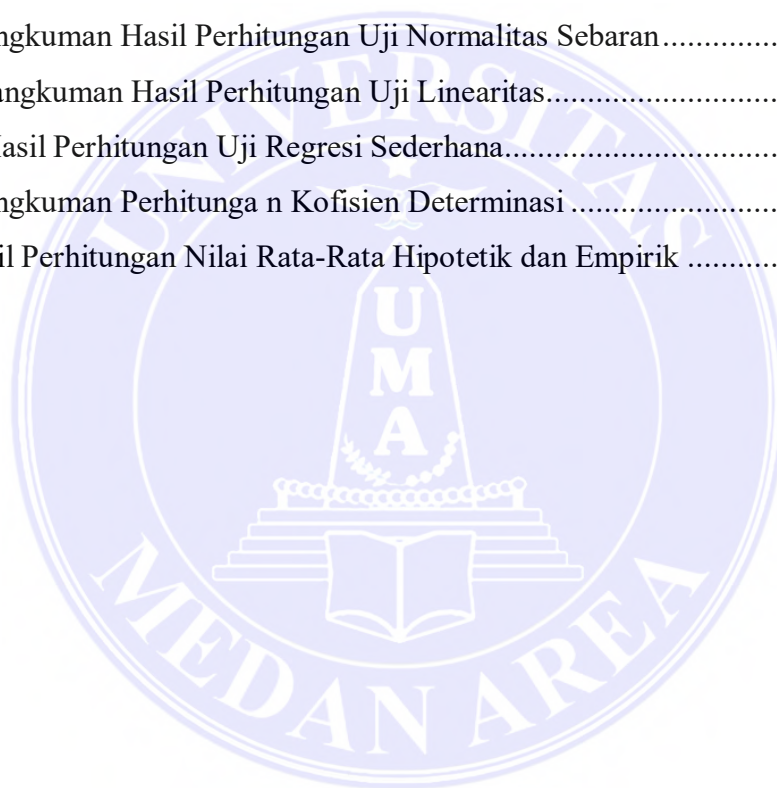 ngkuman Hasil Perhitungan Uji Normalitas Sebaran...............
angkuman Hasil Perhitungan Uji Linearitas.............................
Hasil Perhitungan Uji Regresi Sederhana..................................
ngkuman Perhitunga n Kofisien Determinasi ..........................
il Perhitungan Nilai Rata-Rata Hipotetik dan Empirik ............
UNIVERSITAS
U
M
A
MEDAN AREA